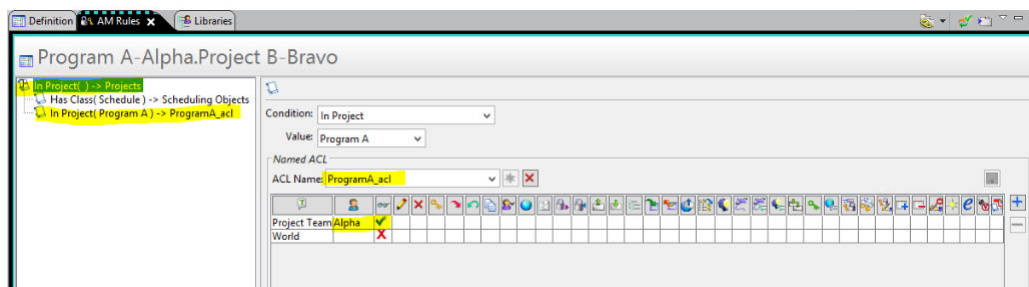 Definition AM Rules Libraries
Program A-Alpha.Project B-Bravo
In Project( ) -> Projects
Has Class( Schedule ) -> Scheduling Objects
In Project( Program A ) -> ProgramA_acl
Condition: In Project
Value: Program A
Named ACL
ACL Name: ProgramA_acl
Project Team Alpha
World